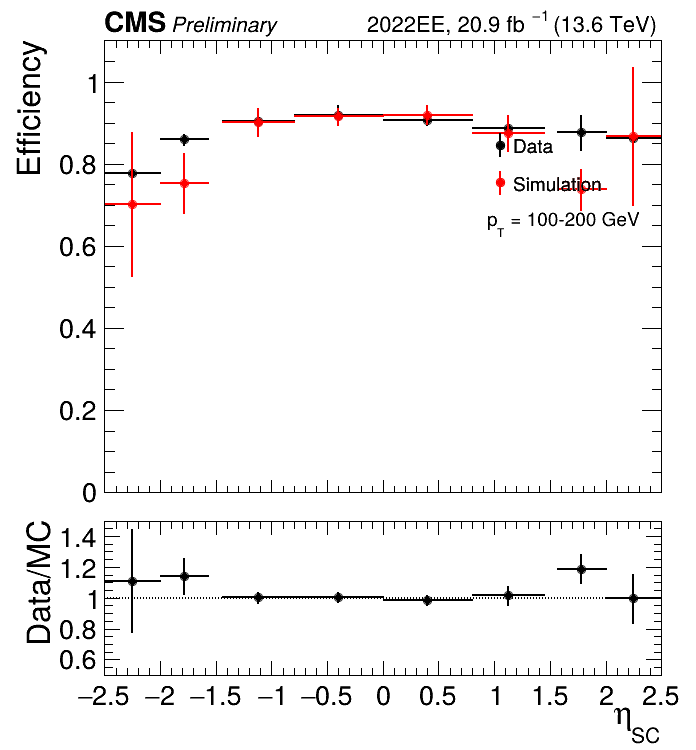 CMS Preliminary 2022EE, 20.9 fb⁻¹ (13.6 TeV)
Efficiency
1
0.8
0.6
0.4
0.2
0
Data
Simulation
p_T = 100-200 GeV
Data/MC
1.4
1.2
1
0.8
0.6
−2.5 −2 −1.5 −1 −0.5 0 0.5 1 1.5 2 2.5
η_SC